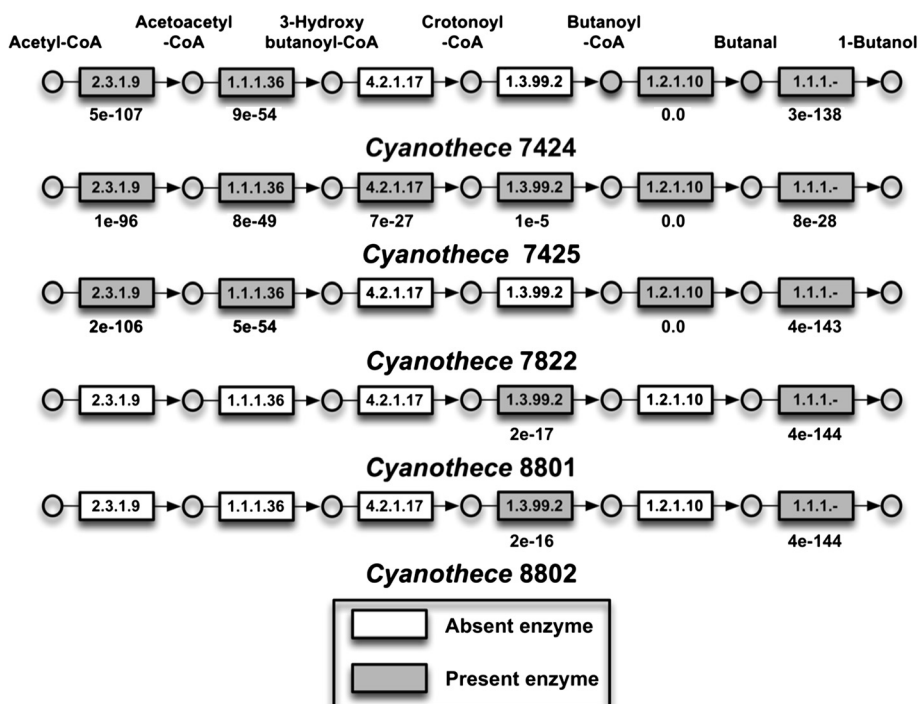 Acetyl-CoA
Acetoacetyl
-CoA
3-Hydroxy
butanoyl-CoA
Crotonoyl
-CoA
Butanoyl
-CoA
Butanal
1-Butanol
2.3.1.9 1.1.1.36 4.2.1.17 1.3.99.2 1.2.1.10 1.1.1.-
5e-107 9e-54 0.0 3e-138
Cyanothece 7424
2.3.1.9 1.1.1.36 4.2.1.17 1.3.99.2 1.2.1.10 1.1.1.-
1e-96 8e-49 7e-27 1e-5 0.0 8e-28
Cyanothece 7425
2.3.1.9 1.1.1.36 4.2.1.17 1.3.99.2 1.2.1.10 1.1.1.-
2e-106 5e-54 0.0 4e-143
Cyanothece 7822
2.3.1.9 1.1.1.36 4.2.1.17 1.3.99.2 1.2.1.10 1.1.1.-
2e-17 4e-144
Cyanothece 8801
2.3.1.9 1.1.1.36 4.2.1.17 1.3.99.2 1.2.1.10 1.1.1.-
2e-16 4e-144
Cyanothece 8802
Absent enzyme
Present enzyme